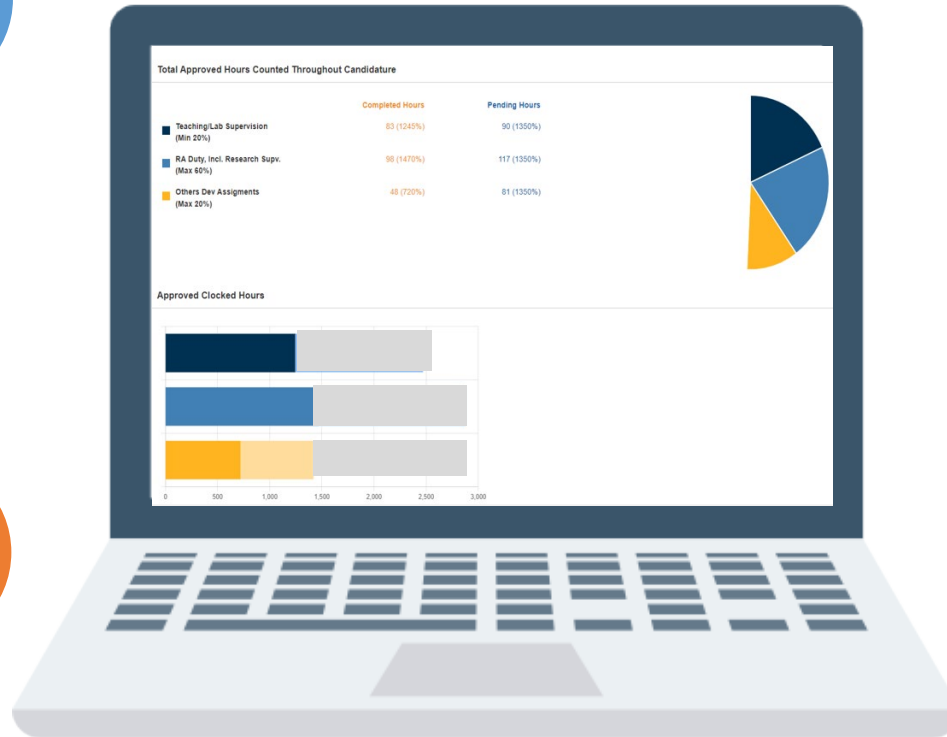 Total Approved Hours Counted Throughout Candidature
Completed Hours Pending Hours
Teaching/Lab Supervision 83 (1245%) 90 (1350%)
(Min 20%)
RA Duty, Incl. Research Supv. 98 (1470%) 117 (1350%)
(Max 60%)
Others Dev Assigments 48 (720%) 81 (1350%)
(Max 20%)
Approved Clocked Hours
0 500 1,000 1,500 2,000 2,500 3,000